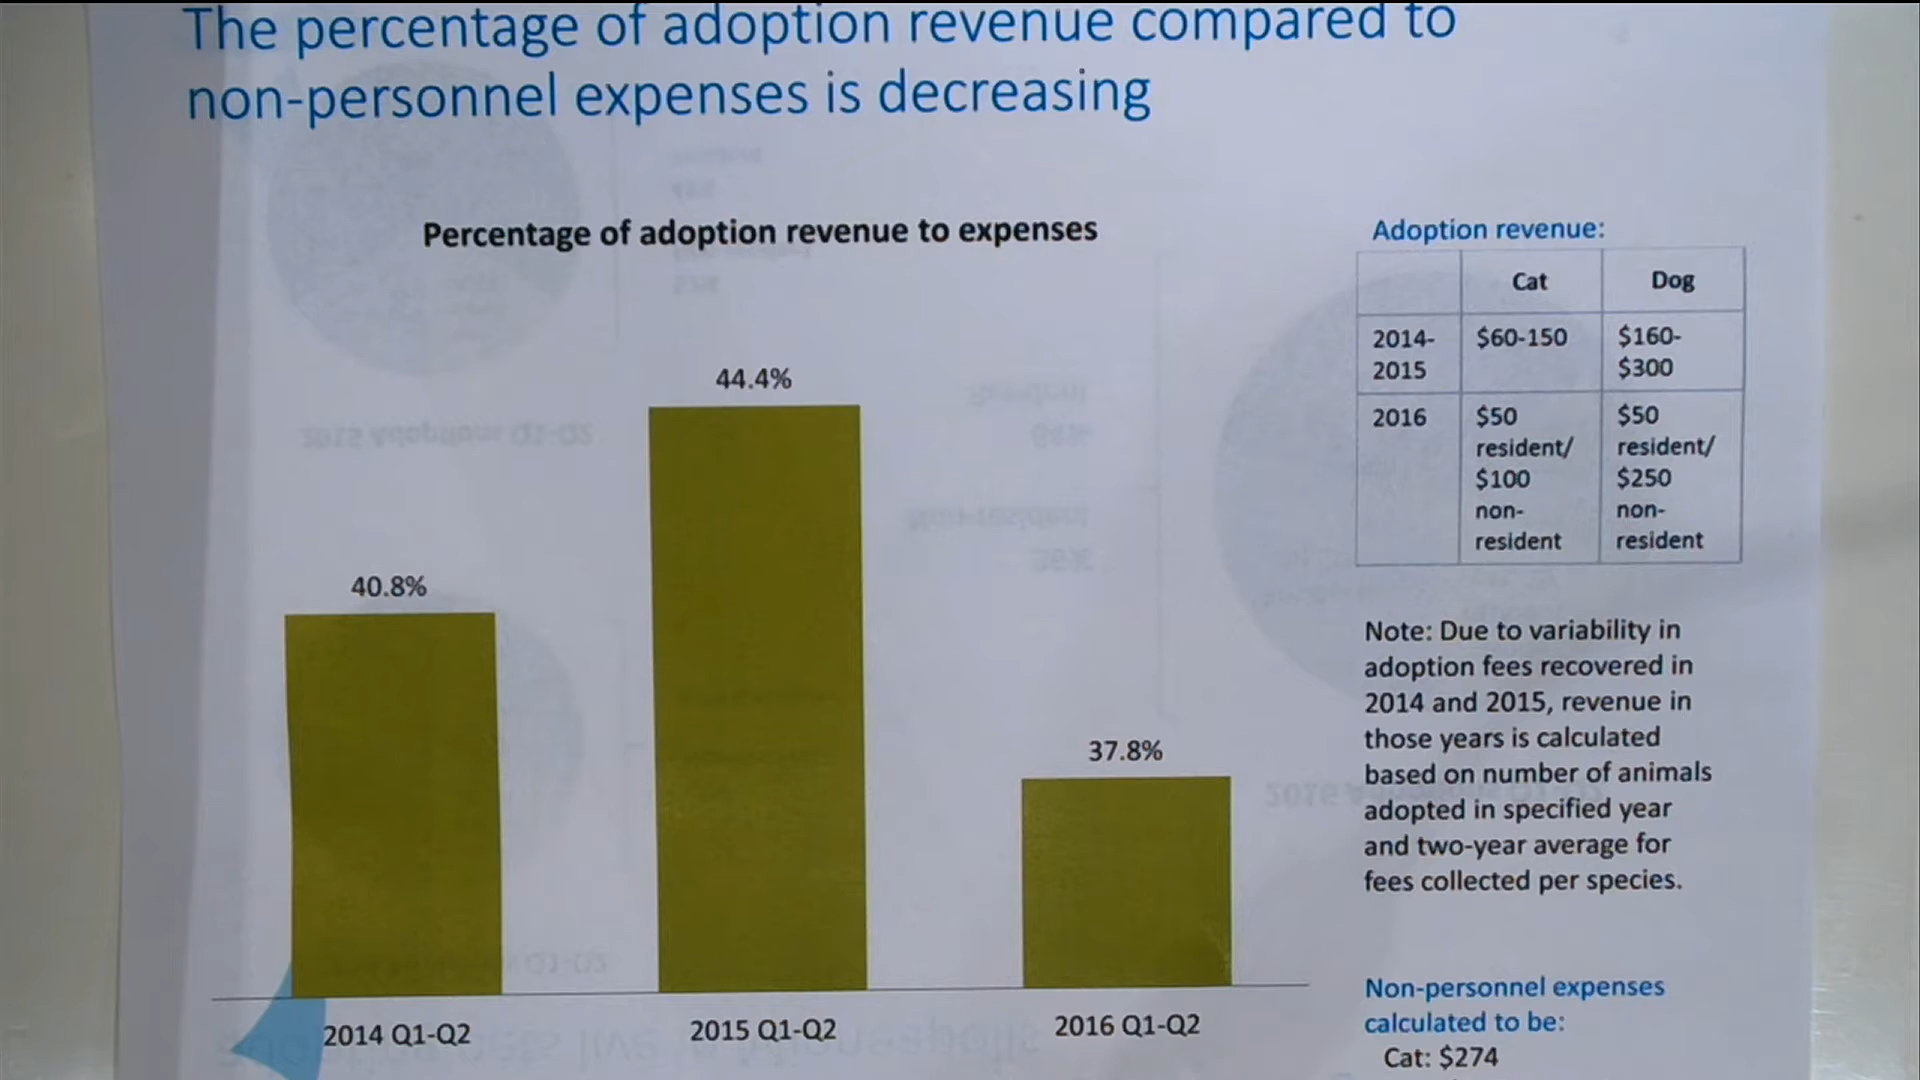 The percentage of adoption revenue compared to
non-personnel expenses is decreasing
Percentage of adoption revenue to expenses
40.8%
44.4%
37.8%
2014 Q1-Q2
2015 Q1-Q2
2016 Q1-Q2
Adoption revenue:
Cat
Dog
2014-
2015
$60-150
$160-
$300
2016
$50
resident/
$100
non-
resident
$50
resident/
$250
non-
resident
Note: Due to variability in
adoption fees recovered in
2014 and 2015, revenue in
those years is calculated
based on number of animals
adopted in specified year
and two-year average for
fees collected per species.
Non-personnel expenses
calculated to be:
Cat: $274